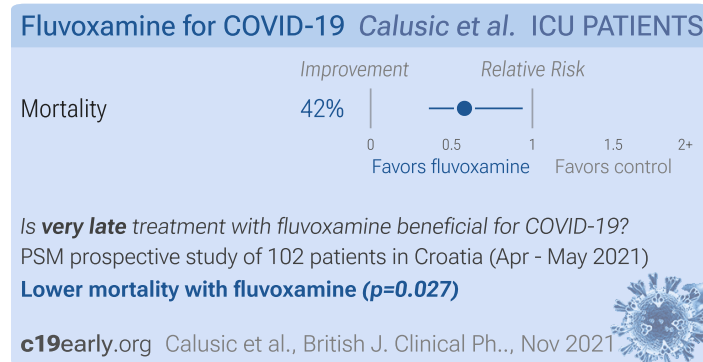 Fluvoxamine for COVID-19 Calusic et al. ICU PATIENTS
Improvement Relative Risk
Mortality 42%
0 0.5 1 1.5 2+
Favors fluvoxamine Favors control
Is very late treatment with fluvoxamine beneficial for COVID-19?
PSM prospective study of 102 patients in Croatia (Apr - May 2021)
Lower mortality with fluvoxamine (p=0.027)
c19early.org Calusic et al., British J. Clinical Ph.., Nov 2021